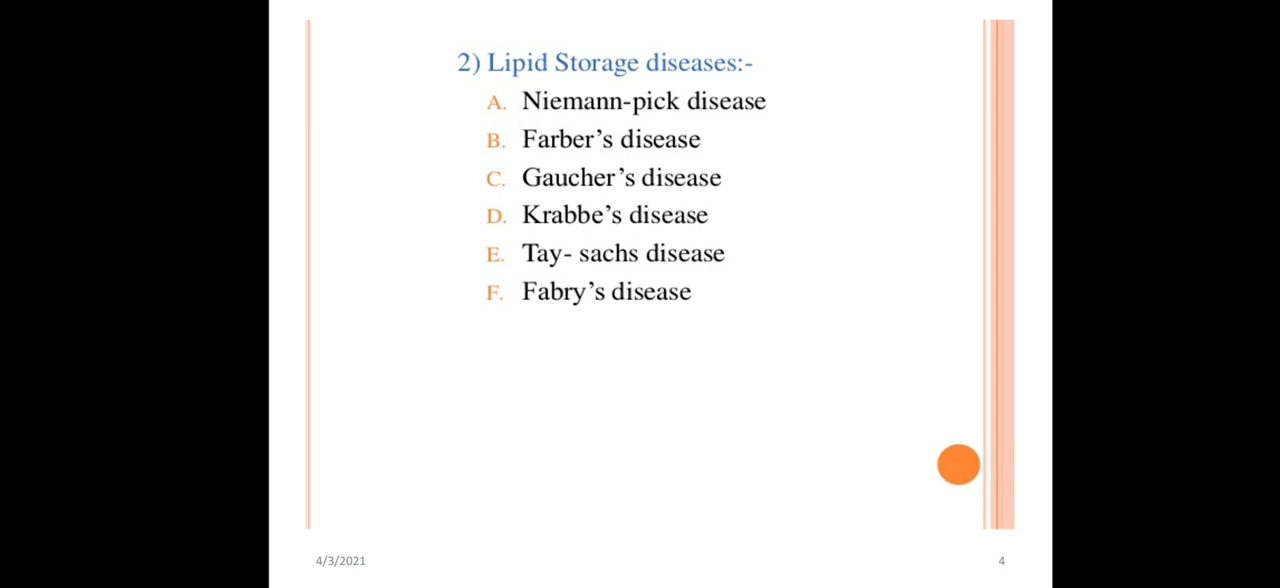 2) Lipid Storage diseases:-
A. Niemann-pick disease
B. Farber’s disease
C. Gaucher’s disease
D. Krabbe’s disease
E. Tay- sachs disease
F. Fabry’s disease
4/3/2021
4